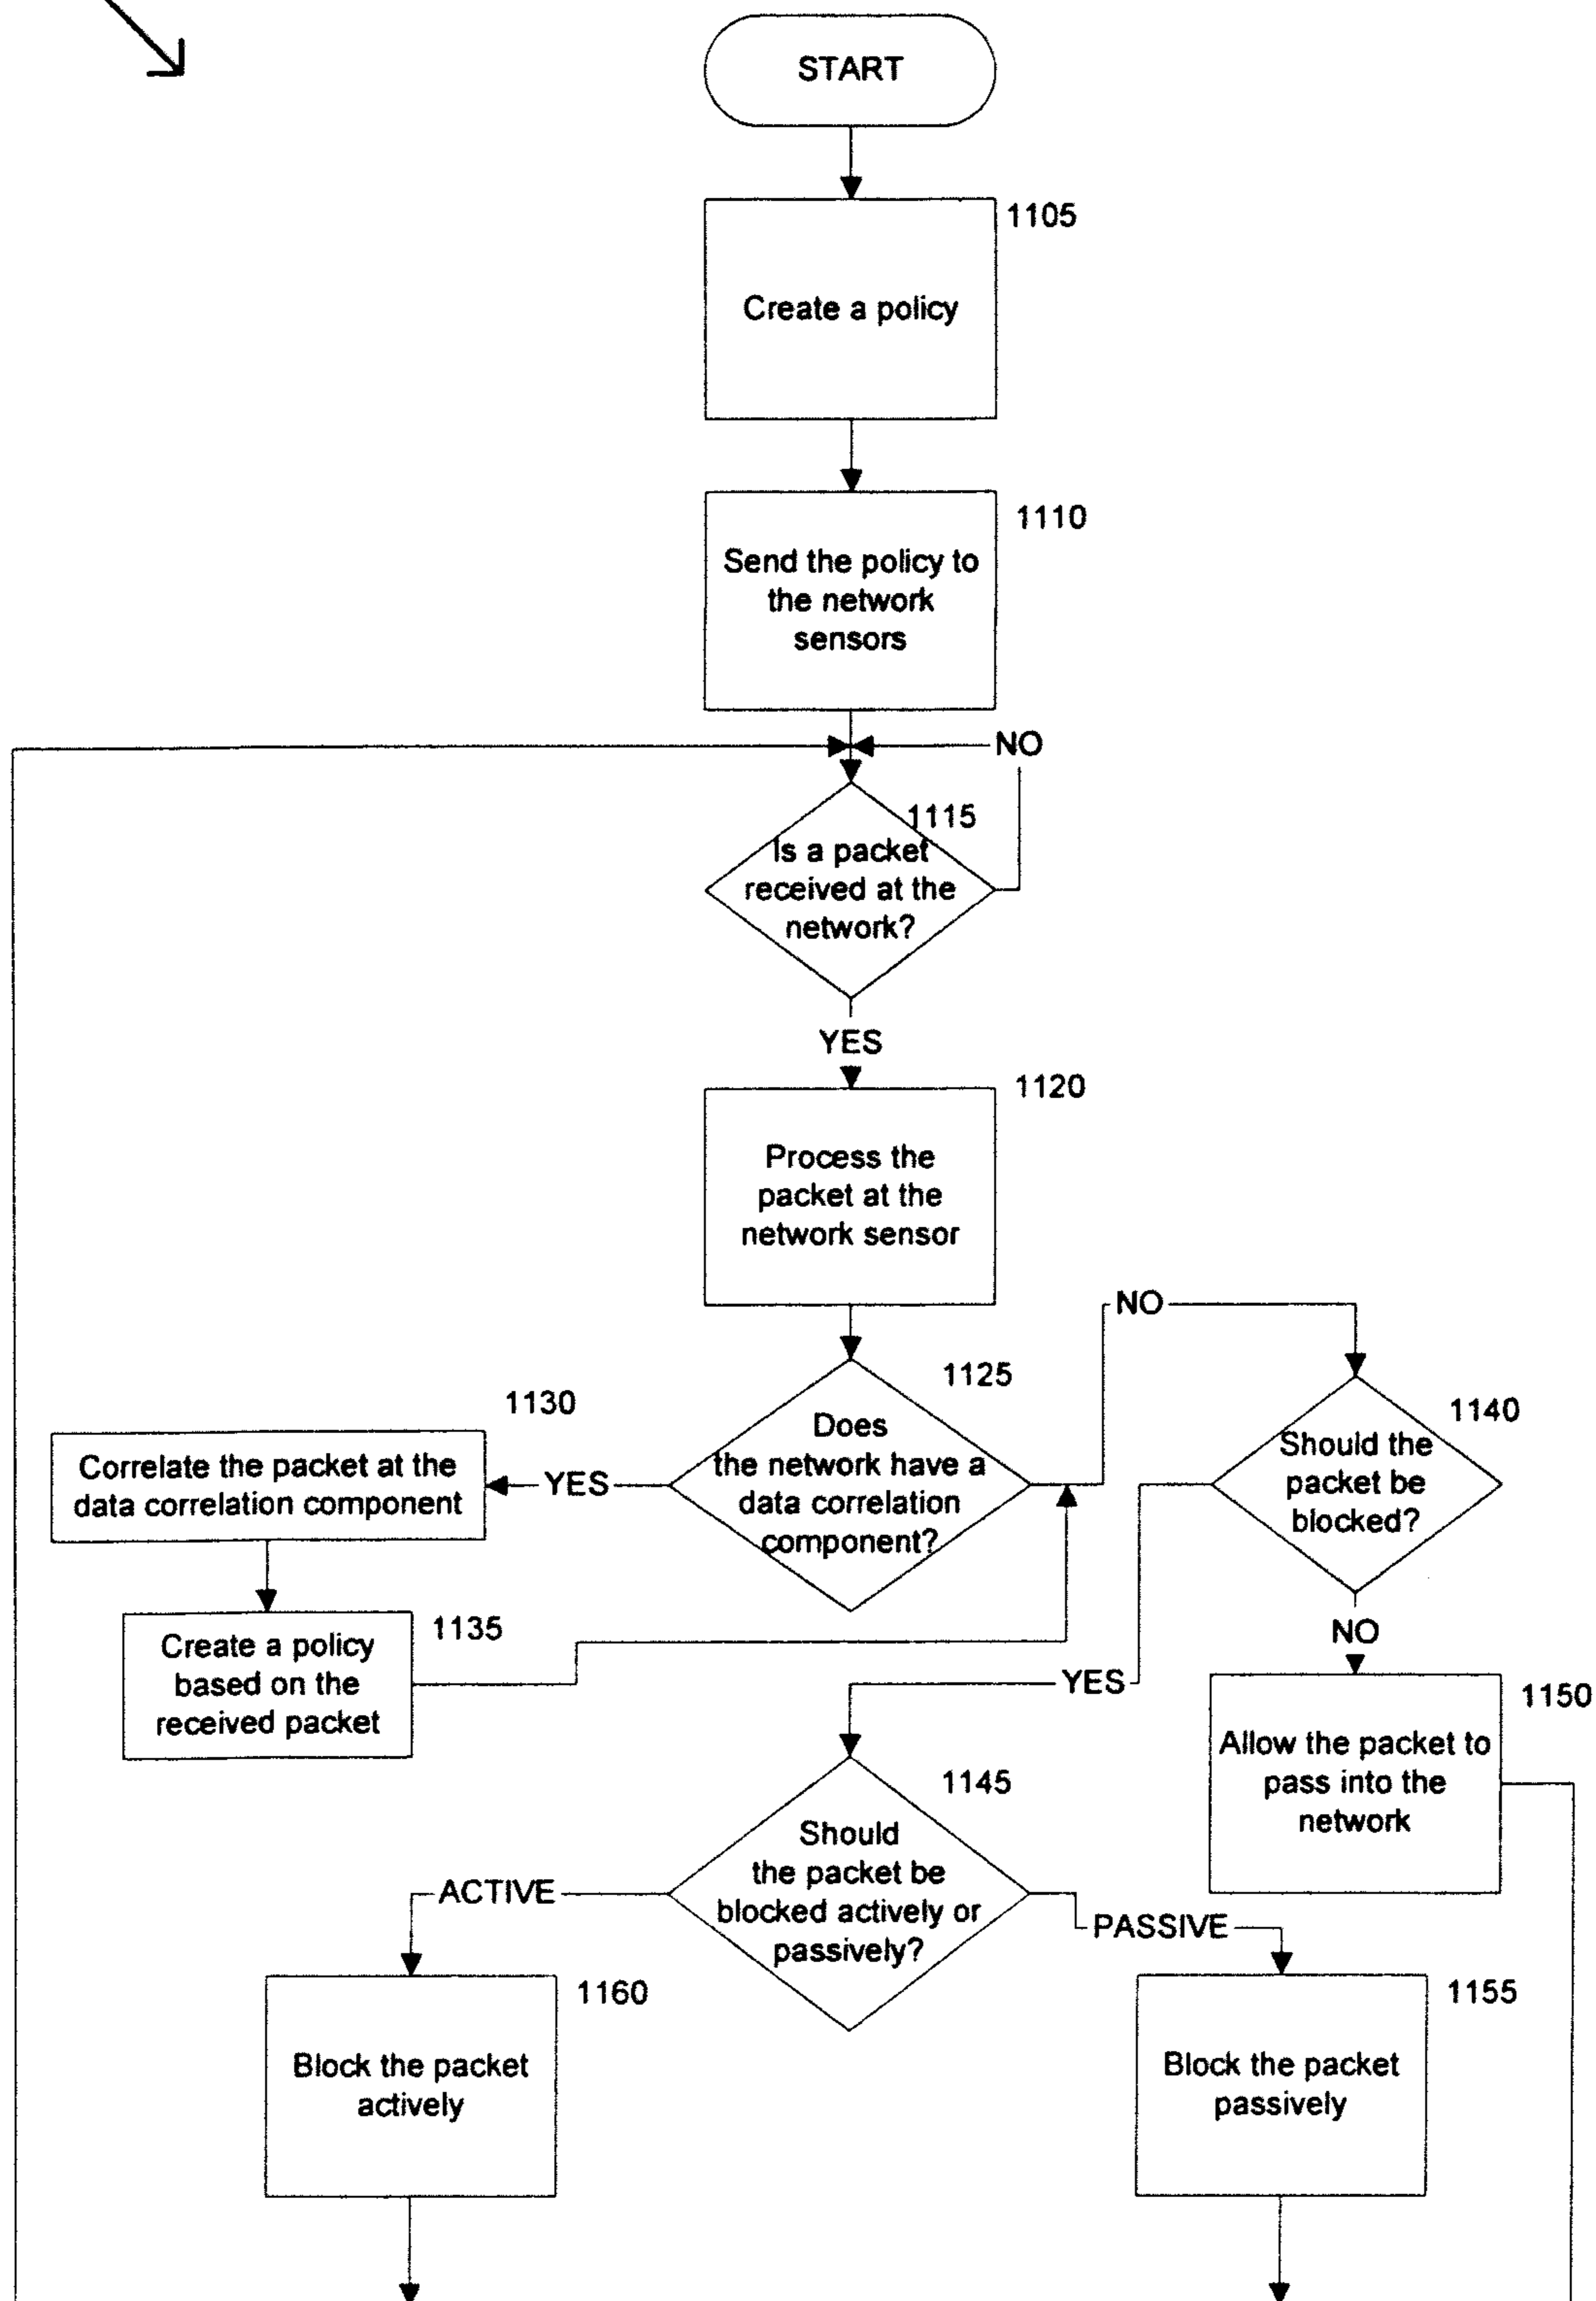 START
1105
Create a policy
1110
Send the policy to
the network
sensors
NO
1115
Is a packet
received at the
network?
YES
1120
Process the
packet at the
network sensor
NO
1125
Does
the network have a
data correlation
component?
1130
YES
Correlate the packet at the
data correlation component
1140
Should the
packet be
blocked?
1135
Create a policy
based on the
received packet
NO
YES
1150
Allow the packet to
pass into the
network
1145
Should
the packet be
blocked actively or
passively?
ACTIVE
PASSIVE
1160
Block the packet
actively
1155
Block the packet
passively